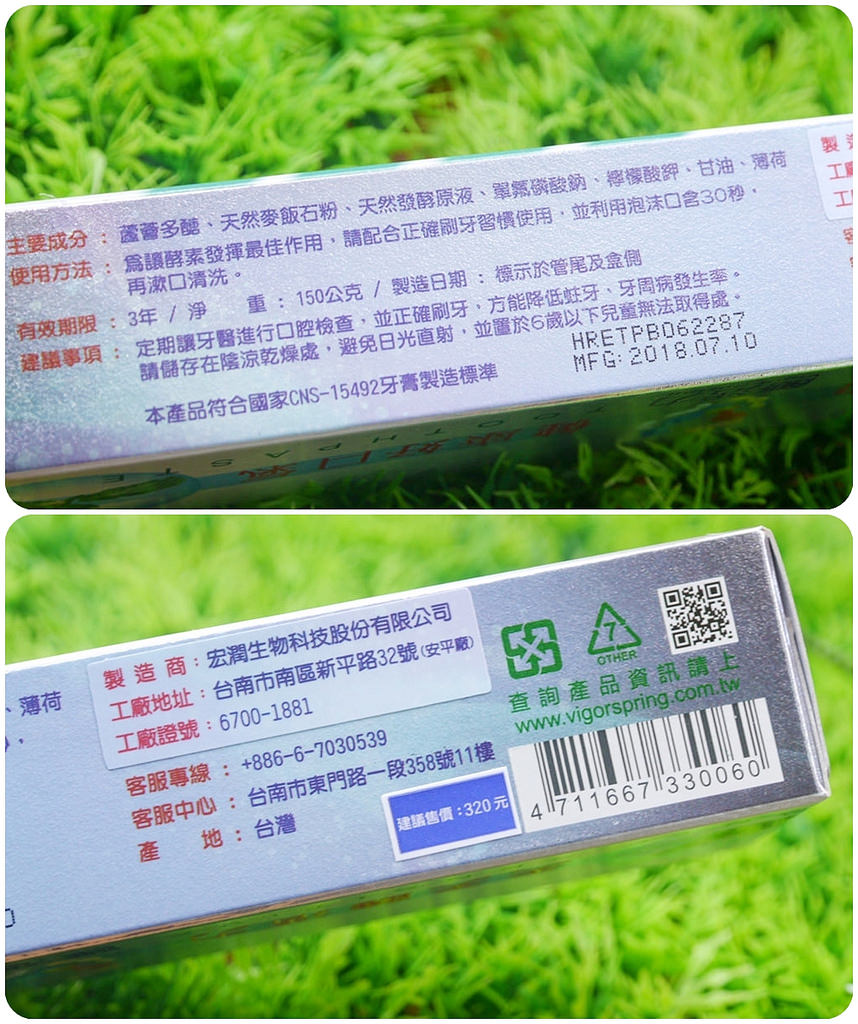 主要成分：蘆薈多醣、天然麥飯石粉、天然發酵原液、單氟磷酸鈉、檸檬酸鉀、甘油、薄荷
使用方法：為讓酵素發揮最佳作用，請配合正確刷牙習慣使用，並利用泡沫口含30秒，
再漱口清洗。
有效期限：3年 / 淨 重：150公克 / 製造日期：標示於管尾及盒側
建議事項：定期讓牙醫進行口腔檢查，並正確刷牙，方能降低蛀牙、牙周病發生率。
請儲存在陰涼乾燥處，避免日光直射，並置於6歲以下兒童無法取得處。
HRETPB062287
MFG:2018.07.10
本產品符合國家CNS-15492牙膏製造標準
TOOTHPASTE
製造
工廠
、薄荷
製造商：宏潤生物科技股份有限公司
工廠地址：台南市南區新平路32號(安平廠)
工廠證號：6700-1881
客服專線：+886-6-7030539
客服中心：台南市東門路一段358號11樓
產 地：台灣
建議售價：320元
7
OTHER
查詢產品資訊請上
www.vigorspring.com.tw
4 711667 330060